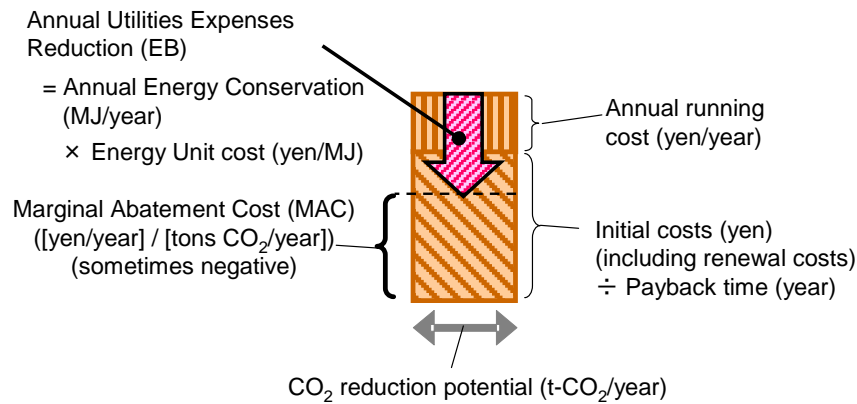 Annual Utilities Expenses
Reduction (EB)
= Annual Energy Conservation
(MJ/year)
× Energy Unit cost (yen/MJ)
Annual running
cost (yen/year)
Marginal Abatement Cost (MAC)
([yen/year] / [tons CO₂/year])
(sometimes negative)
Initial costs (yen)
(including renewal costs)
÷ Payback time (year)
CO₂ reduction potential (t-CO₂/year)